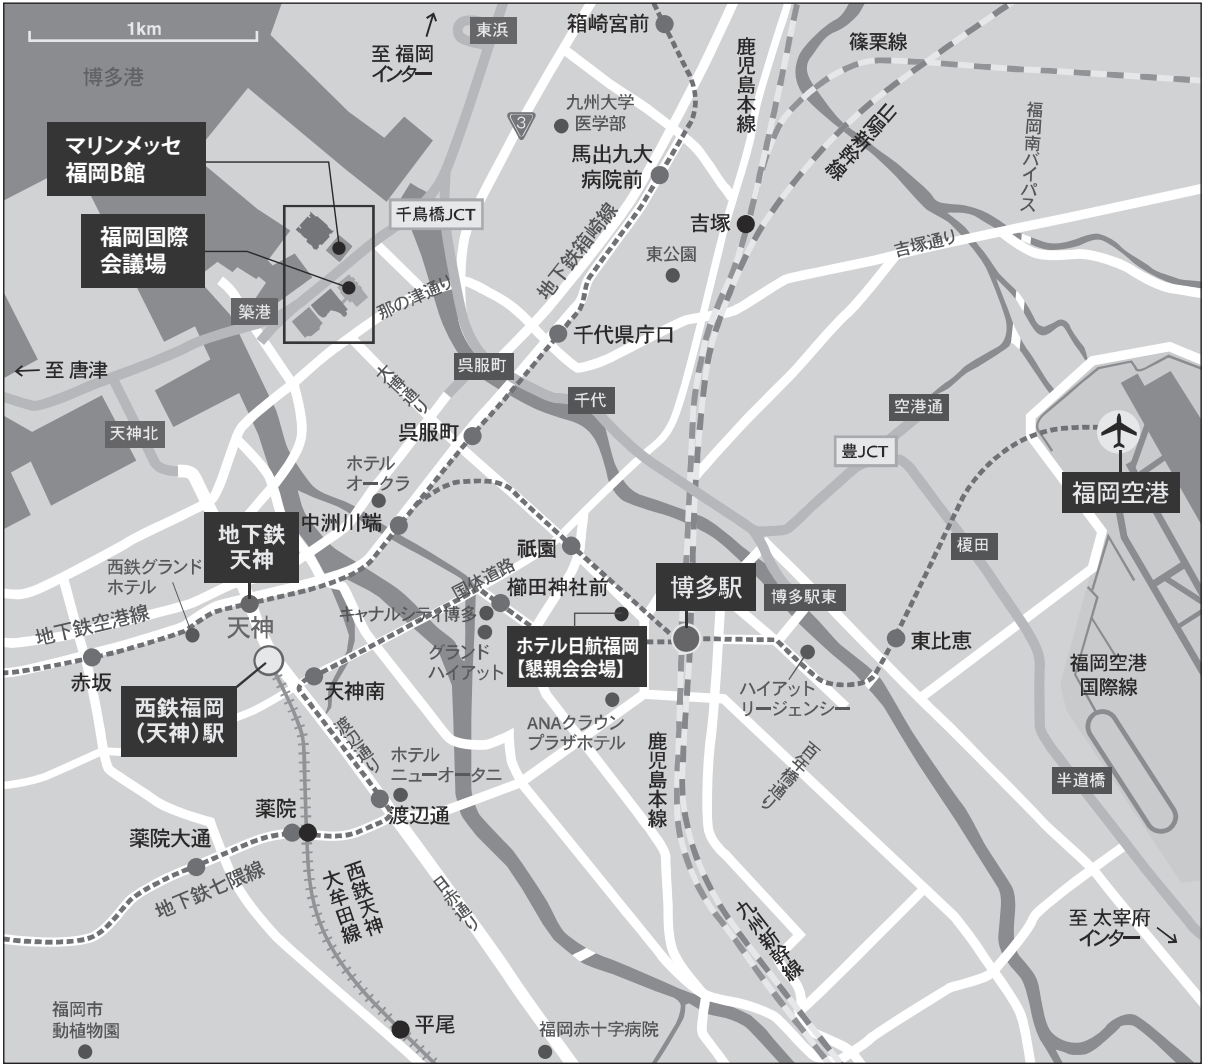 1km
博多港
至 福岡
インター
東浜
箱崎宮前
鹿児島本線
篠栗線
山陽新幹線
福岡南バイパス
3
九州大学
医学部
馬出九大
病院前
マリンメッセ
福岡B館
千鳥橋JCT
地下鉄箱崎線
吉塚
吉塚通り
福岡国際
会議場
東公園
築港
那の津通り
千代県庁口
至 唐津
大博通り
呉服町
千代
空港通
天神北
呉服町
豊JCT
ホテル
オークラ
福岡空港
地下鉄
天神
中洲川端
祇園
榎田
西鉄グランド
ホテル
国体道路
櫛田神社前
博多駅
博多駅東
地下鉄空港線
天神
キャナルシティ博多
ホテル日航福岡
【懇親会会場】
東比恵
グランド
ハイアット
福岡空港
国際線
赤坂
天神南
ハイアット
リージェンシー
西鉄福岡
（天神）駅
渡辺通り
ANAクラウン
プラザホテル
鹿児島本線
百年橋通り
ホテル
ニューオータニ
半道橋
薬院
渡辺通
薬院大通
地下鉄七隈線
西鉄天神
大牟田線
日赤通り
九州新幹線
至 太宰府
インター
福岡市
動植物園
平尾
福岡赤十字病院